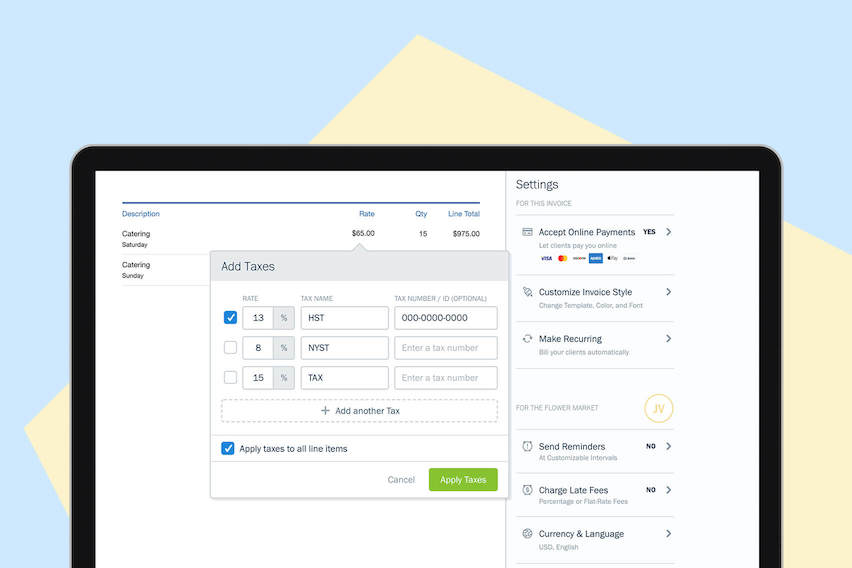 Description Rate Qty Line Total
Catering $65.00 15 $975.00
Saturday
Catering
Sunday
Add Taxes
RATE TAX NAME TAX NUMBER / ID (OPTIONAL)
13 % HST 000-0000-0000
8 % NYST Enter a tax number
15 % TAX Enter a tax number
+ Add another Tax
Apply taxes to all line items
Cancel Apply Taxes
Settings
FOR THIS INVOICE
Accept Online Payments YES
Let clients pay you online
VISA Pay
Customize Invoice Style
Change Template, Color, and Font
Make Recurring
Bill your clients automatically
FOR THE FLOWER MARKET JV
Send Reminders NO
At Customizable Intervals
Charge Late Fees NO
Percentage or Flat-Rate Fees
Currency & Language
USD, English